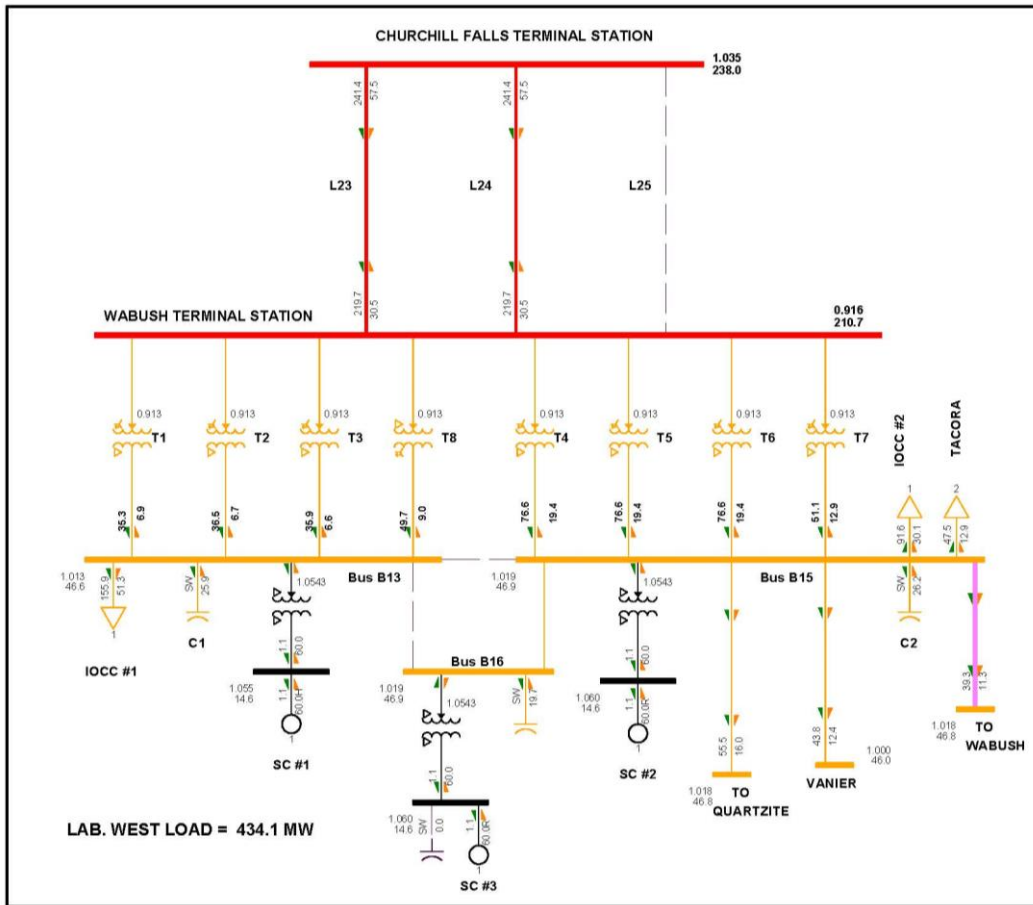 CHURCHILL FALLS TERMINAL STATION
1.035
238.0
241.4
57.5
241.4
57.5
L23
L24
L25
219.7
30.5
219.7
30.5
WABUSH TERMINAL STATION
0.916
210.7
0.913
0.913
0.913
0.913
0.913
0.913
0.913
0.913
T1
T2
T3
T8
T4
T5
T6
T7
IOCC #2
TACORA
1
2
35.3
6.9
36.5
6.7
35.9
6.6
49.7
9.0
76.6
19.4
76.6
19.4
76.6
19.4
51.1
12.9
91.6
30.1
47.5
12.9
1.013
46.6
Bus B13
1.019
46.9
Bus B15
155.9
51.3
1
IOCC #1
SW
25.9
C1
1.0543
1.1
60.0
1.055
14.6
1.1
60.0H
1
SC #1
Bus B16
1.019
46.9
1.0543
SW
19.7
1.1
60.0
1.060
14.6
SW
0.0
1.1
60.0R
1
SC #3
1.0543
1.1
60.0
1.060
14.6
1.1
60.0R
1
SC #2
55.5
16.0
1.018
46.8
TO
QUARTZITE
43.8
12.4
1.000
46.0
VANIER
SW
26.2
C2
39.3
11.3
1.018
46.8
TO
WABUSH
LAB. WEST LOAD = 434.1 MW